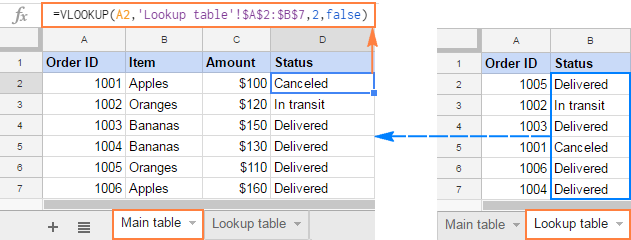 fx =VLOOKUP(A2,'Lookup table'!$A$2:$B$7,2,false)
A B C D
1 Order ID Item Amount Status
2 1001 Apples $100 Canceled
3 1002 Oranges $120 In transit
4 1003 Bananas $150 Delivered
5 1004 Bananas $130 Delivered
6 1005 Oranges $110 Delivered
7 1006 Apples $160 Delivered
+ Main table Lookup table
A B
1 Order ID Status
2 1005 Delivered
3 1002 In transit
4 1003 Delivered
5 1001 Canceled
6 1006 Delivered
7 1004 Delivered
Main table Lookup table